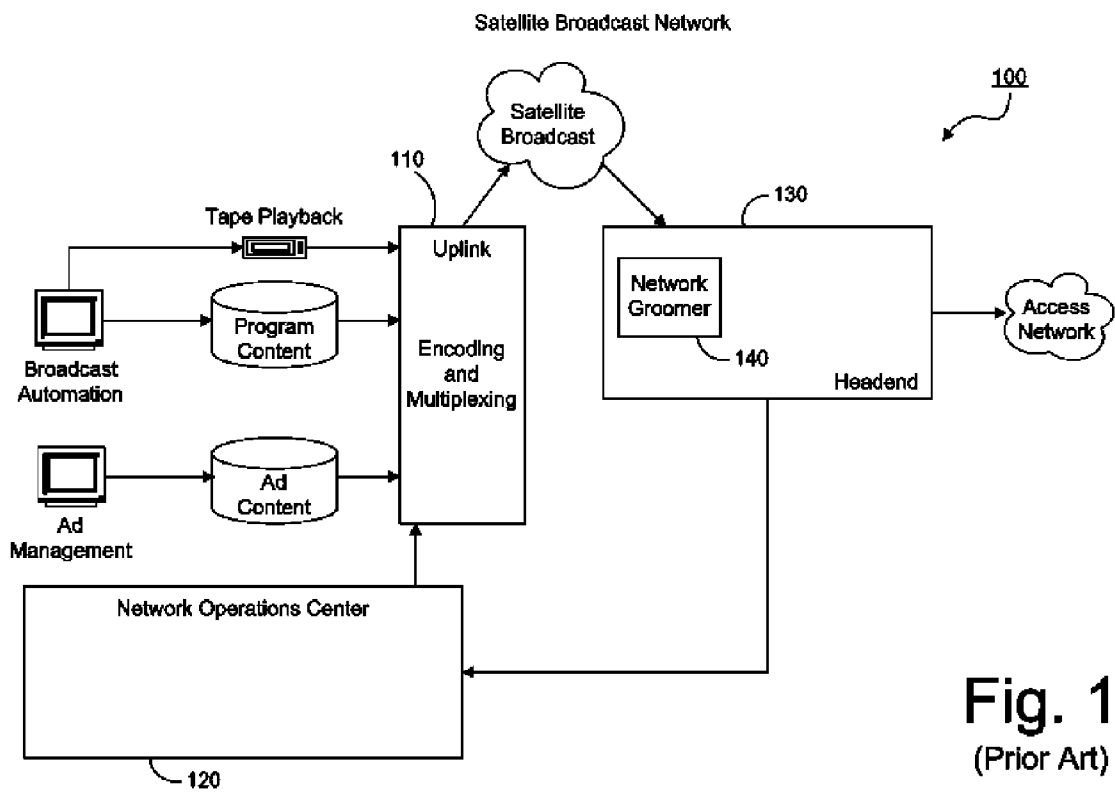 Satellite Broadcast Network
100
Satellite
Broadcast
110
130
Tape Playback
Uplink
Network
Groomer
Program
Content
Access
Network
140
Encoding
and
Multiplexing
Broadcast
Automation
Headend
Ad
Content
Ad
Management
Network Operations Center
120
Fig. 1
(Prior Art)